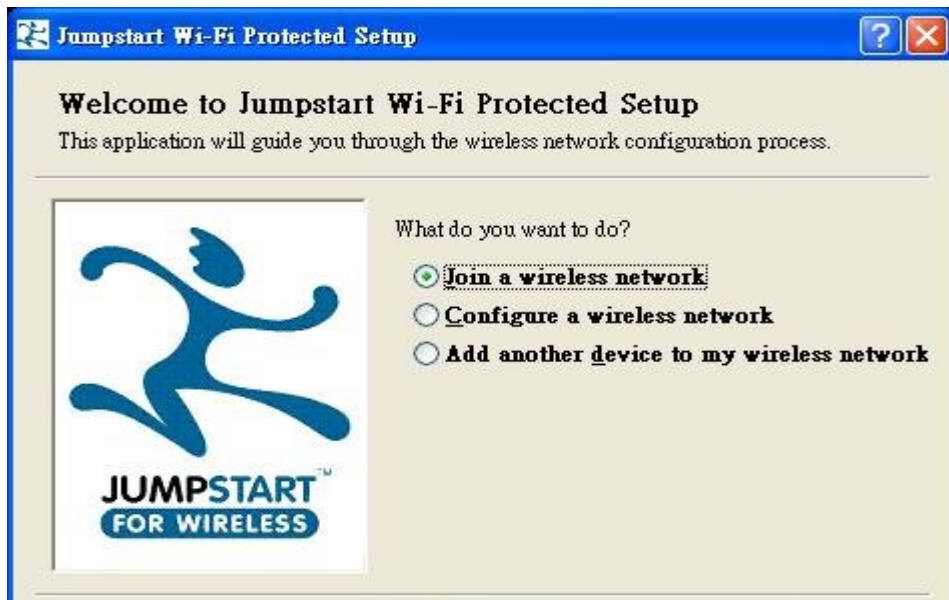 Jumpstart Wi-Fi Protected Setup
Welcome to Jumpstart Wi-Fi Protected Setup
This application will guide you through the wireless network configuration process.
What do you want to do?
Join a wireless network
Configure a wireless network
Add another device to my wireless network
JUMPSTART™
FOR WIRELESS